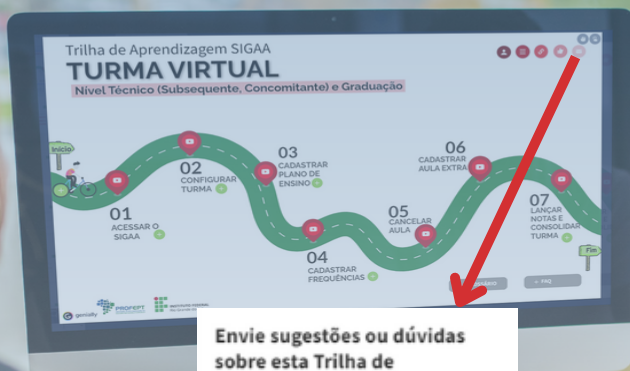 Trilha de Aprendizagem SIGAA
TURMA VIRTUAL
Nível Técnico (Subsequente, Concomitante) e Graduação
Início
01
ACESSAR O
SIGAA
02
CONFIGURAR
TURMA
03
CADASTRAR
PLANO DE
ENSINO
04
CADASTRAR
FREQUÊNCIAS
05
CANCELAR
AULA
06
CADASTRAR
AULA EXTRA
07
LANÇAR
NOTAS E
CONSOLIDAR
TURMA
Fim
FAQ
genially
PROFEPT
INSTITUTO FEDERAL
Envie sugestões ou dúvidas
sobre esta Trilha de